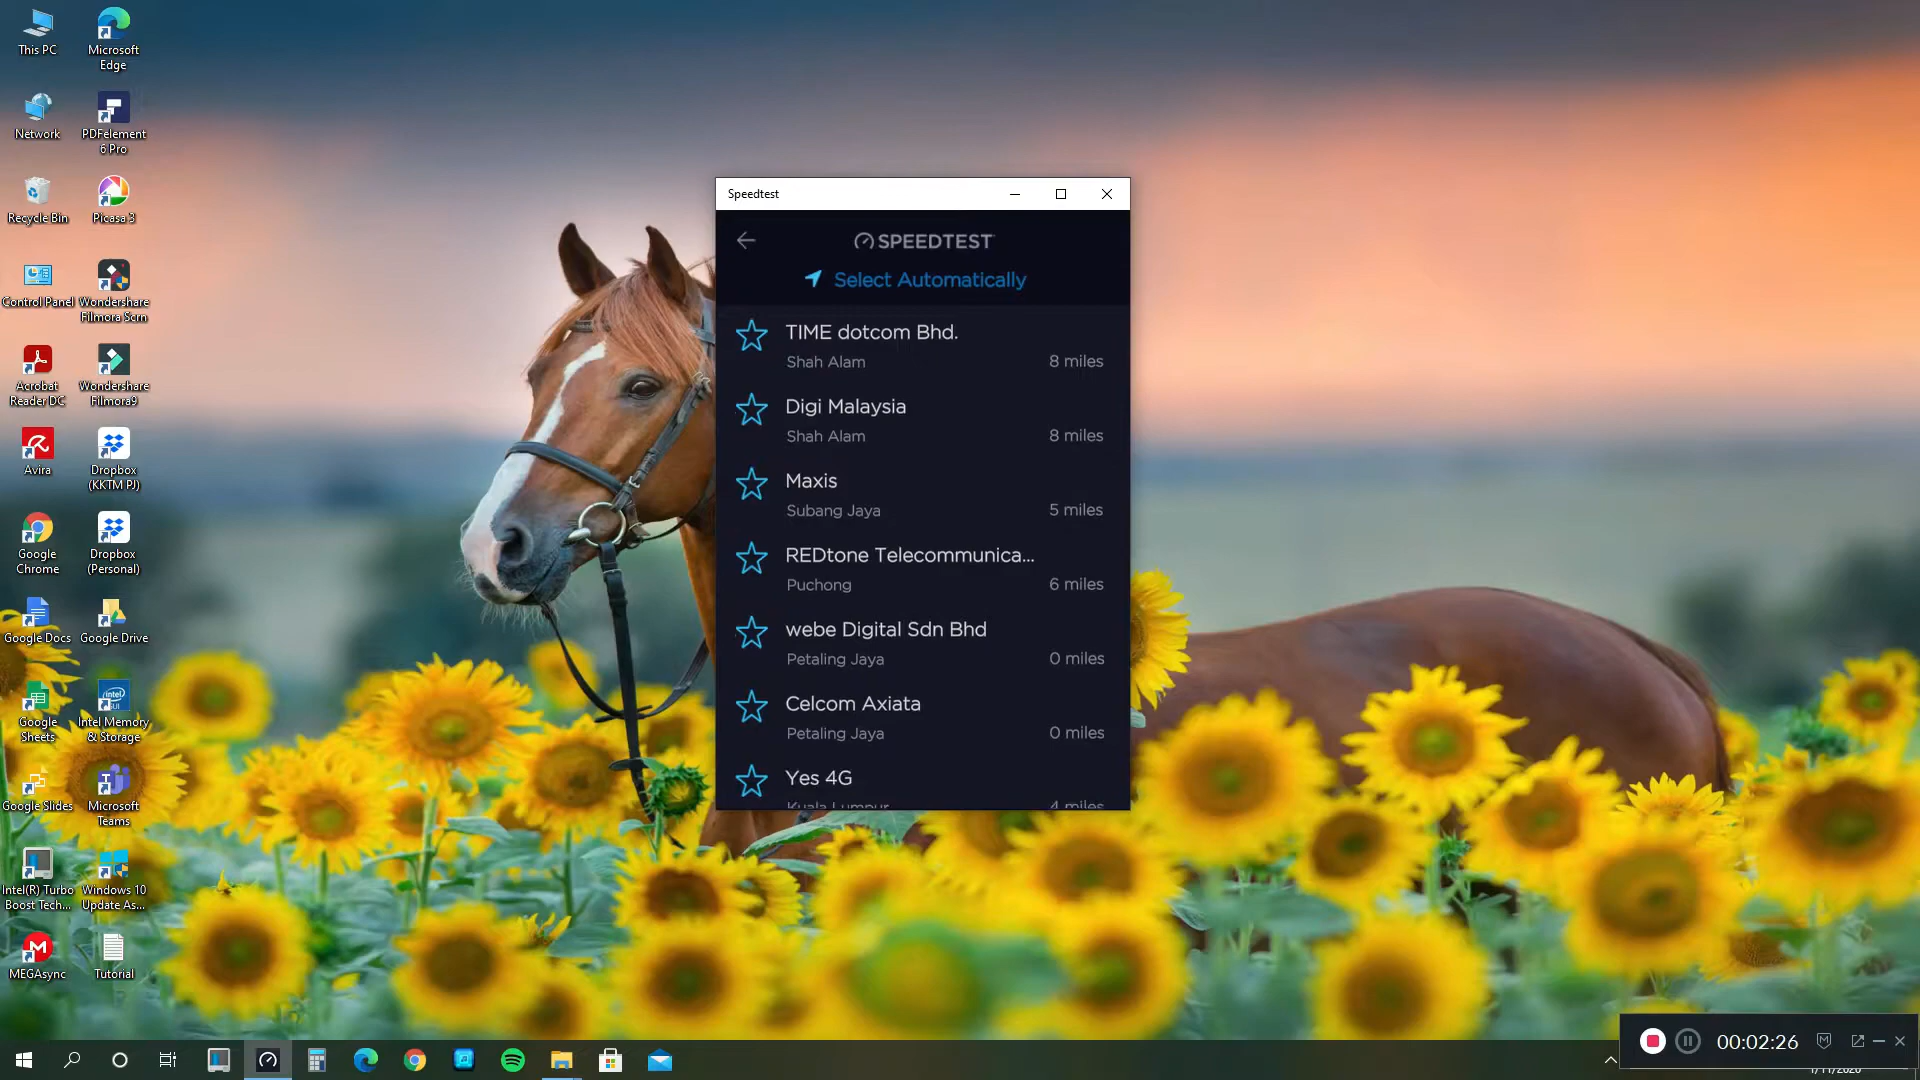 This PC
Microsoft
Edge
Network
PDFelement
6 Pro
Recycle Bin
Picasa 3
Control Panel
Wondershare
Filmora Scrn
Acrobat
Reader DC
Wondershare
Filmora9
Avira
Dropbox
(KKTM PJ)
Google
Chrome
Dropbox
(Personal)
Google Docs
Google Drive
Google
Sheets
Intel Memory
& Storage
Google Slides
Microsoft
Teams
Intel(R) Turbo
Boost Tech...
Windows 10
Update As...
MEGAsync
Tutorial
Speedtest
SPEEDTEST
Select Automatically
TIME dotcom Bhd.
Shah Alam 8 miles
Digi Malaysia
Shah Alam 8 miles
Maxis
Subang Jaya 5 miles
REDtone Telecommunica...
Puchong 6 miles
webe Digital Sdn Bhd
Petaling Jaya 0 miles
Celcom Axiata
Petaling Jaya 0 miles
Yes 4G
Kuala Lumpur 4 miles
00:02:26